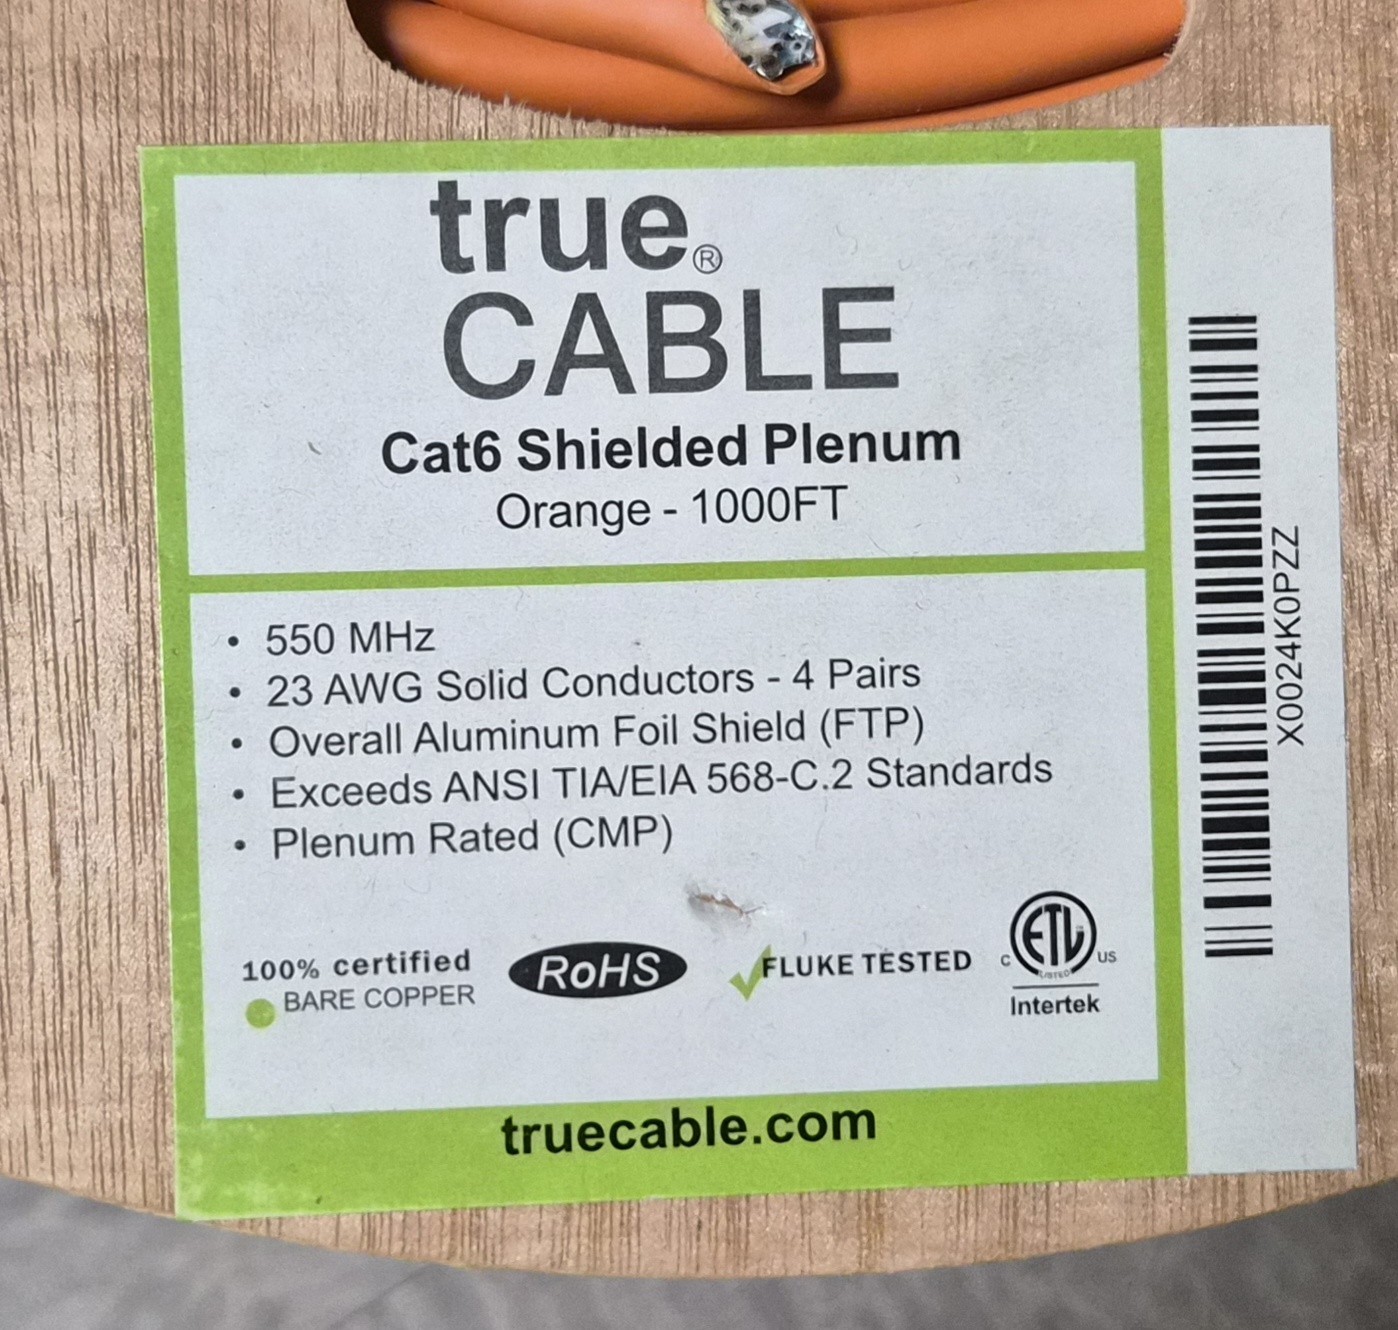 true®
CABLE
Cat6 Shielded Plenum
Orange - 1000FT
• 550 MHz
• 23 AWG Solid Conductors - 4 Pairs
• Overall Aluminum Foil Shield (FTP)
• Exceeds ANSI TIA/EIA 568-C.2 Standards
• Plenum Rated (CMP)
100% certified
BARE COPPER
RoHS
FLUKE TESTED
ETL
LISTED
C US
Intertek
truecable.com
X0024K0PZZ